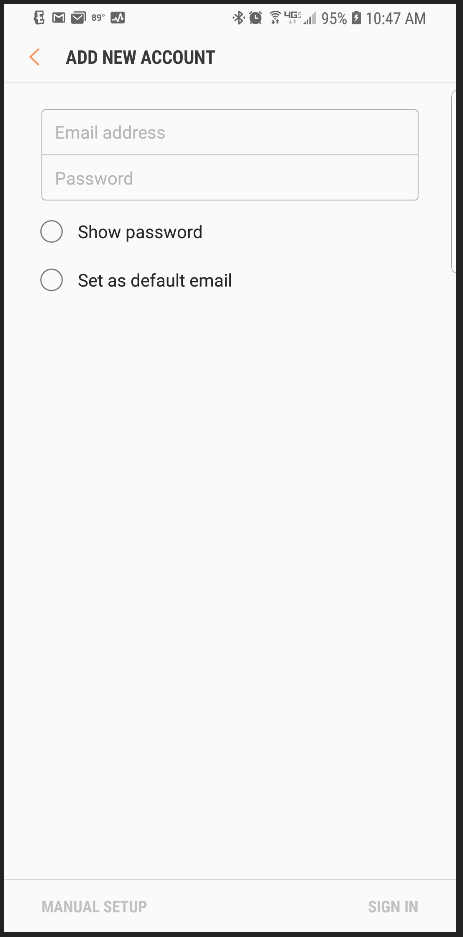 89° 4G 95% 10:47 AM
ADD NEW ACCOUNT
Email address
Password
Show password
Set as default email
MANUAL SETUP SIGN IN